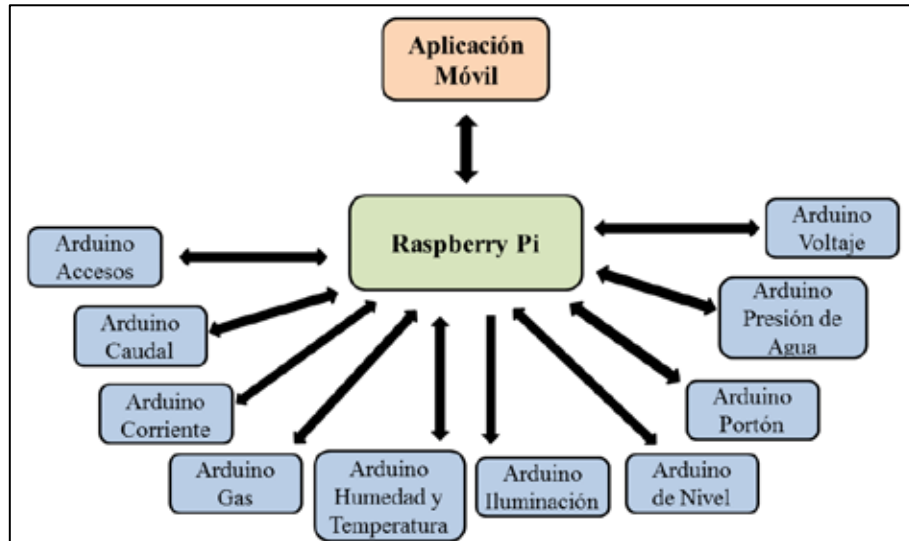 Aplicación
Móvil
Raspberry Pi
Arduino
Accesos
Arduino
Caudal
Arduino
Corriente
Arduino
Gas
Arduino
Humedad y
Temperatura
Arduino
Iluminación
Arduino
de Nivel
Arduino
Portón
Arduino
Presión de
Agua
Arduino
Voltaje